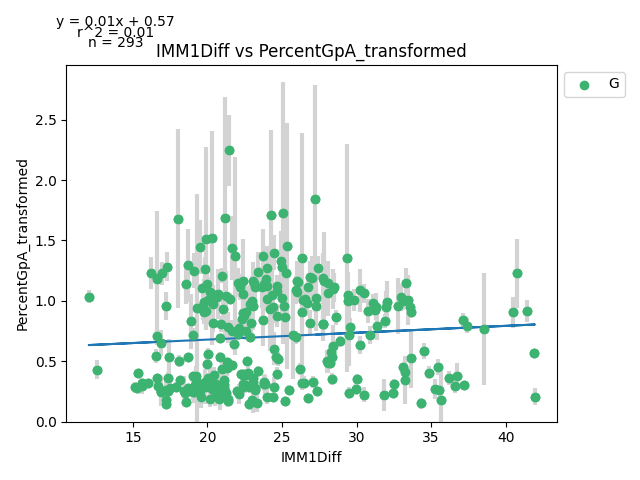 y = 0.01x + 0.57
r^2 = 0.01
n = 293
IMM1Diff vs PercentGpA_transformed
G
PercentGpA_transformed
2.5
2.0
1.5
1.0
0.5
0.0
15 20 25 30 35 40
IMM1Diff